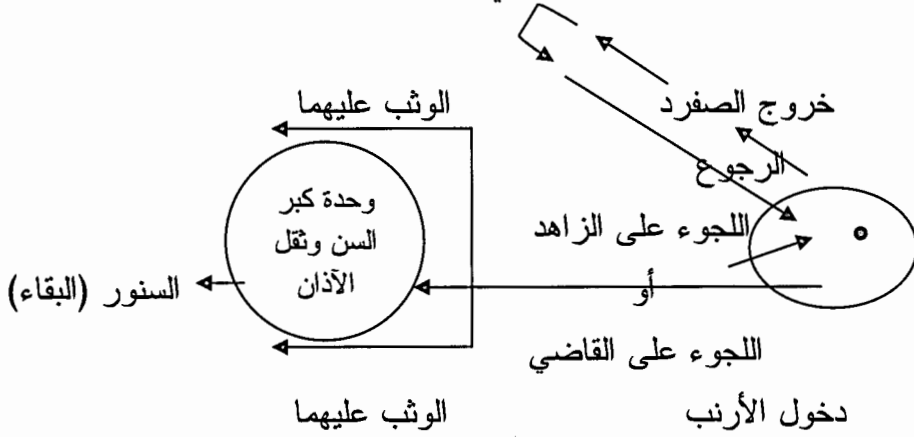 خروج الصفرد
الرجوع
الوثب عليهما
وحدة كبر
السن وثقل
الآذان
السنور (البقاء)
اللجوء على الزاهد
أو
اللجوء على القاضي
دخول الأرنب
الوثب عليهما